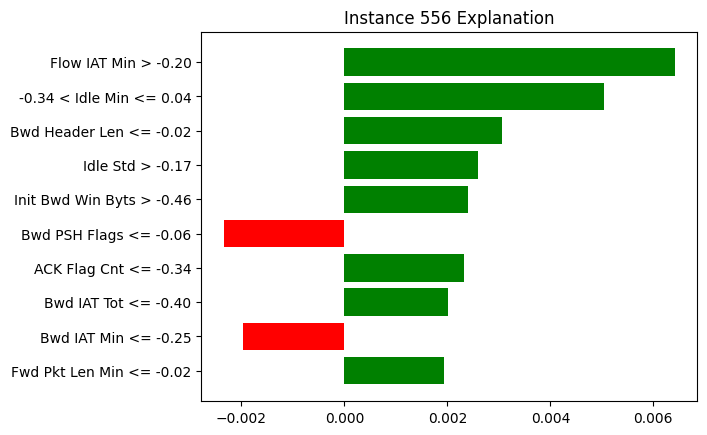 Instance 556 Explanation
Flow IAT Min > -0.20
-0.34 < Idle Min <= 0.04
Bwd Header Len <= -0.02
Idle Std > -0.17
Init Bwd Win Byts > -0.46
Bwd PSH Flags <= -0.06
ACK Flag Cnt <= -0.34
Bwd IAT Tot <= -0.40
Bwd IAT Min <= -0.25
Fwd Pkt Len Min <= -0.02
−0.002 0.000 0.002 0.004 0.006